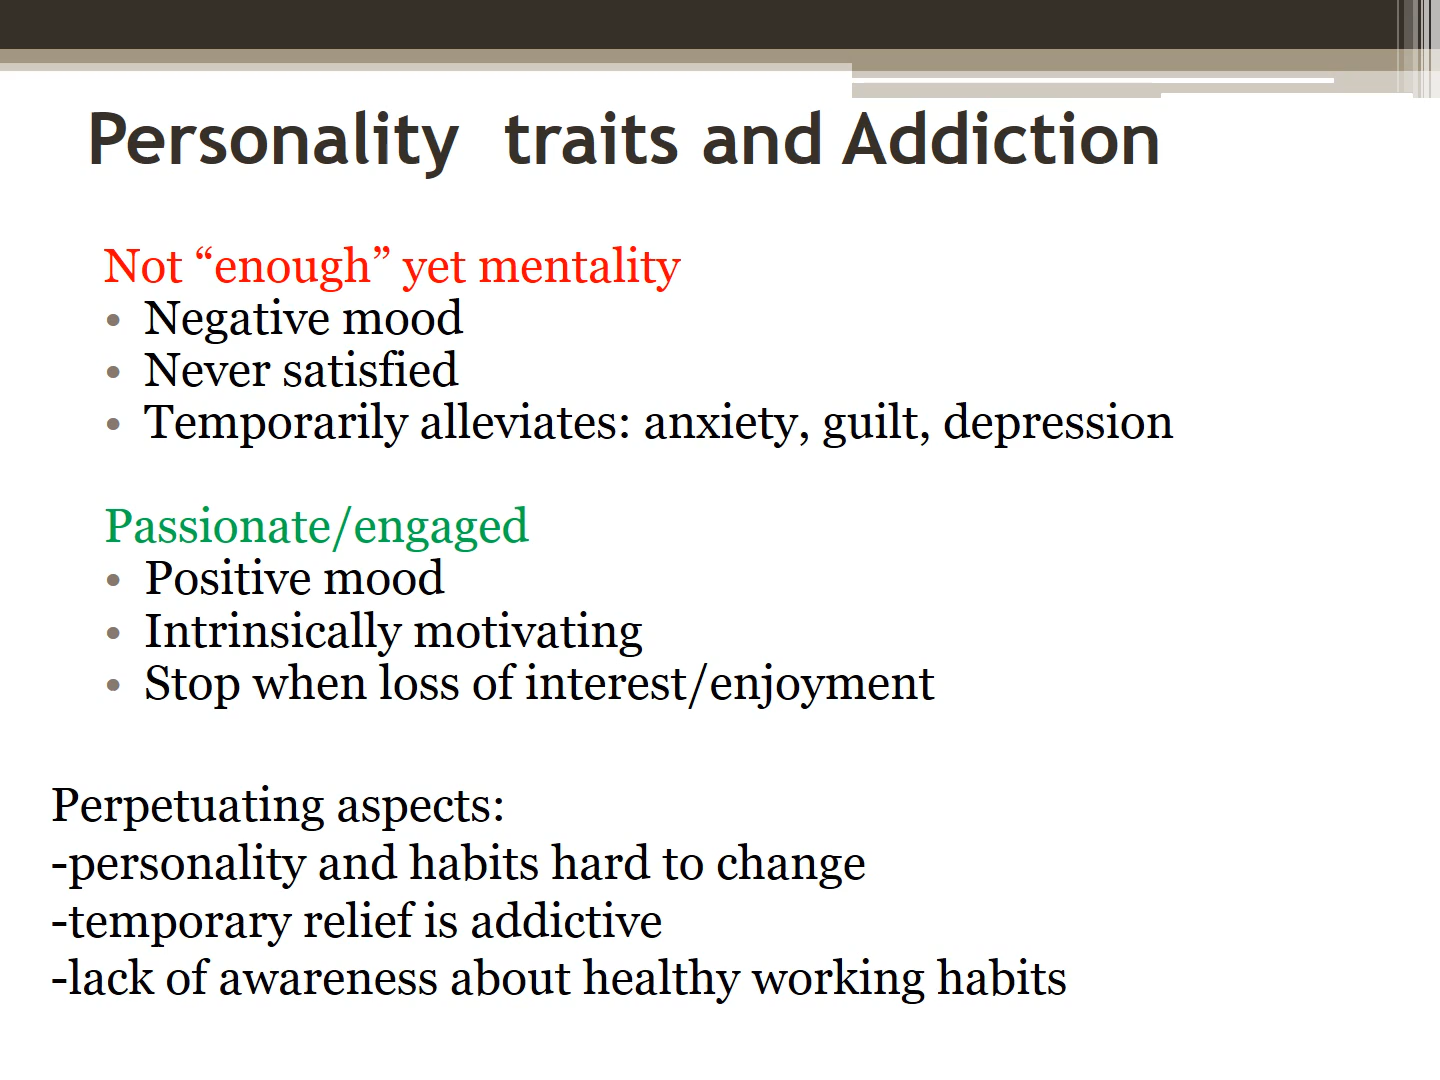 Personality  traits and Addiction
Not “enough” yet mentality
• Negative mood
• Never satisfied
• Temporarily alleviates: anxiety, guilt, depression
Passionate/engaged
• Positive mood
• Intrinsically motivating
• Stop when loss of interest/enjoyment
Perpetuating aspects:
-personality and habits hard to change
-temporary relief is addictive
-lack of awareness about healthy working habits